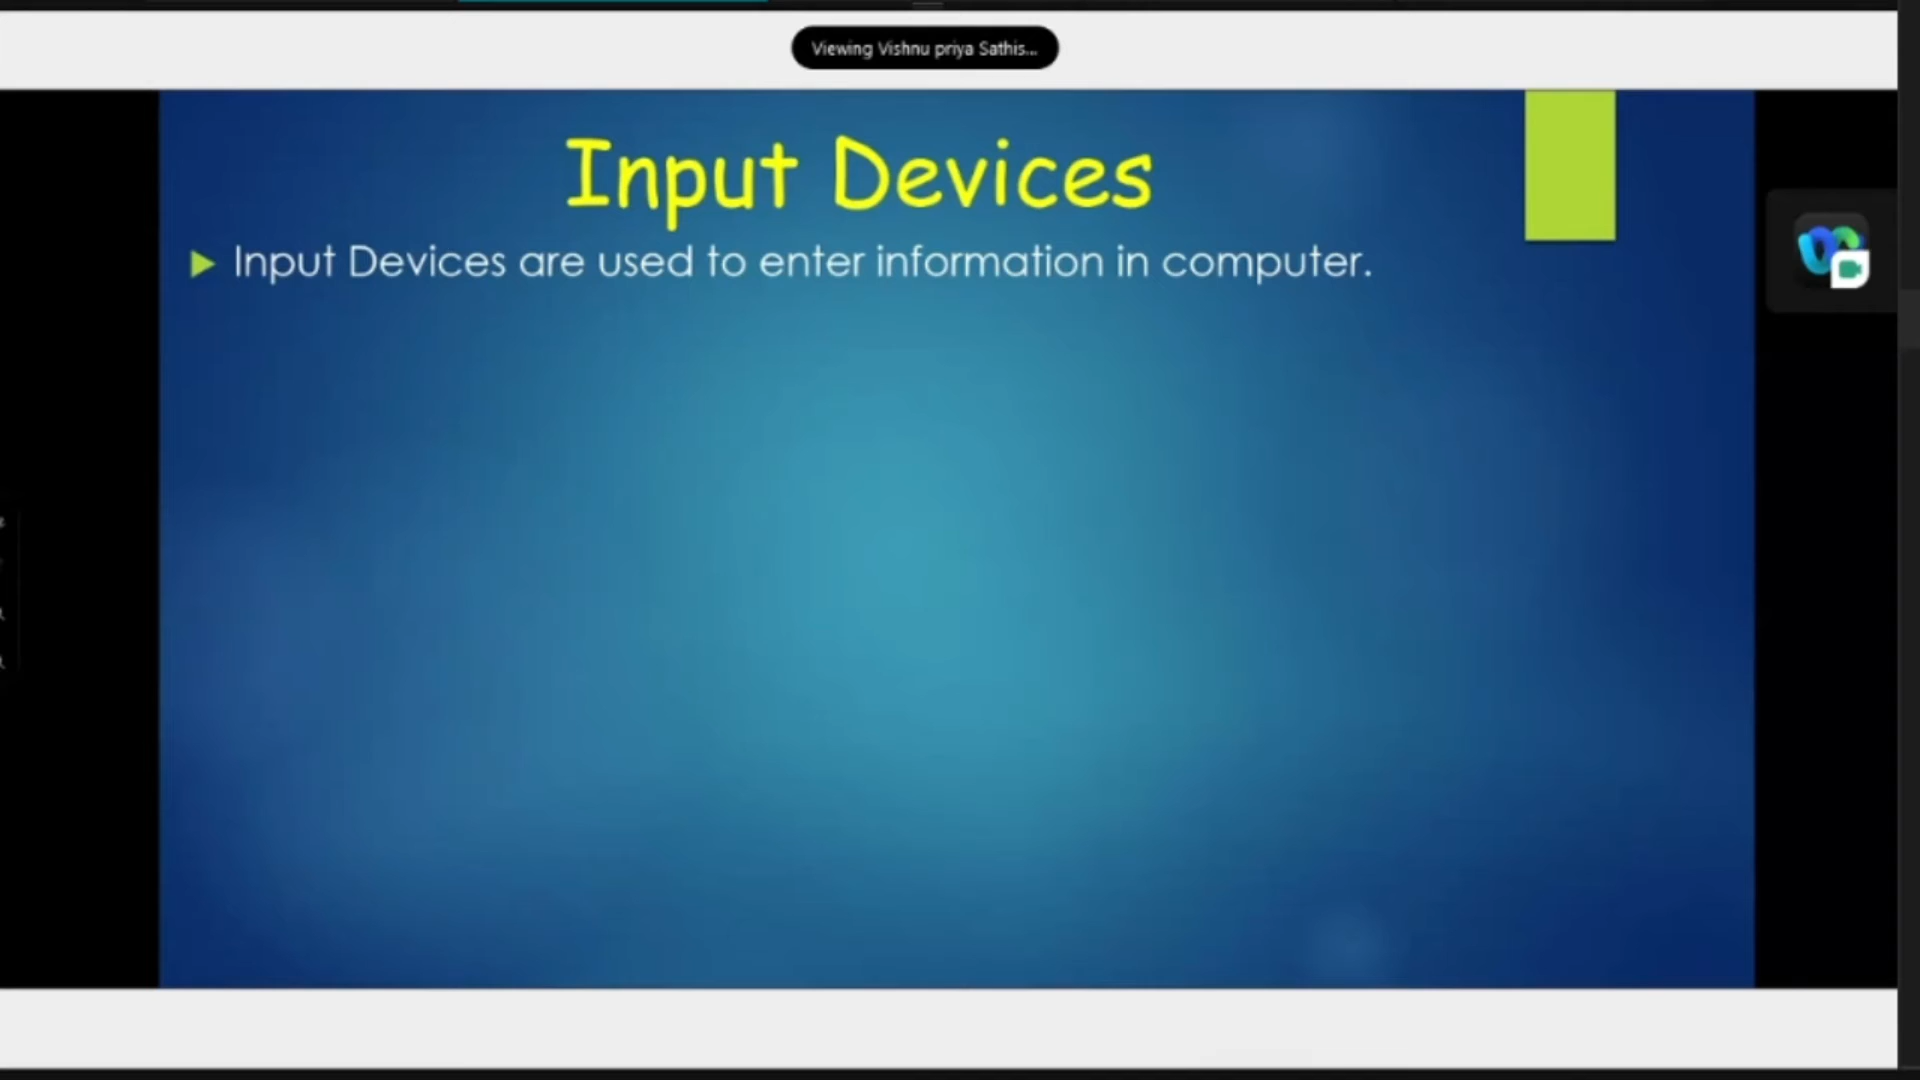 Viewing Vishnu priya Sathis...
Input Devices
Input Devices are used to enter information in computer.